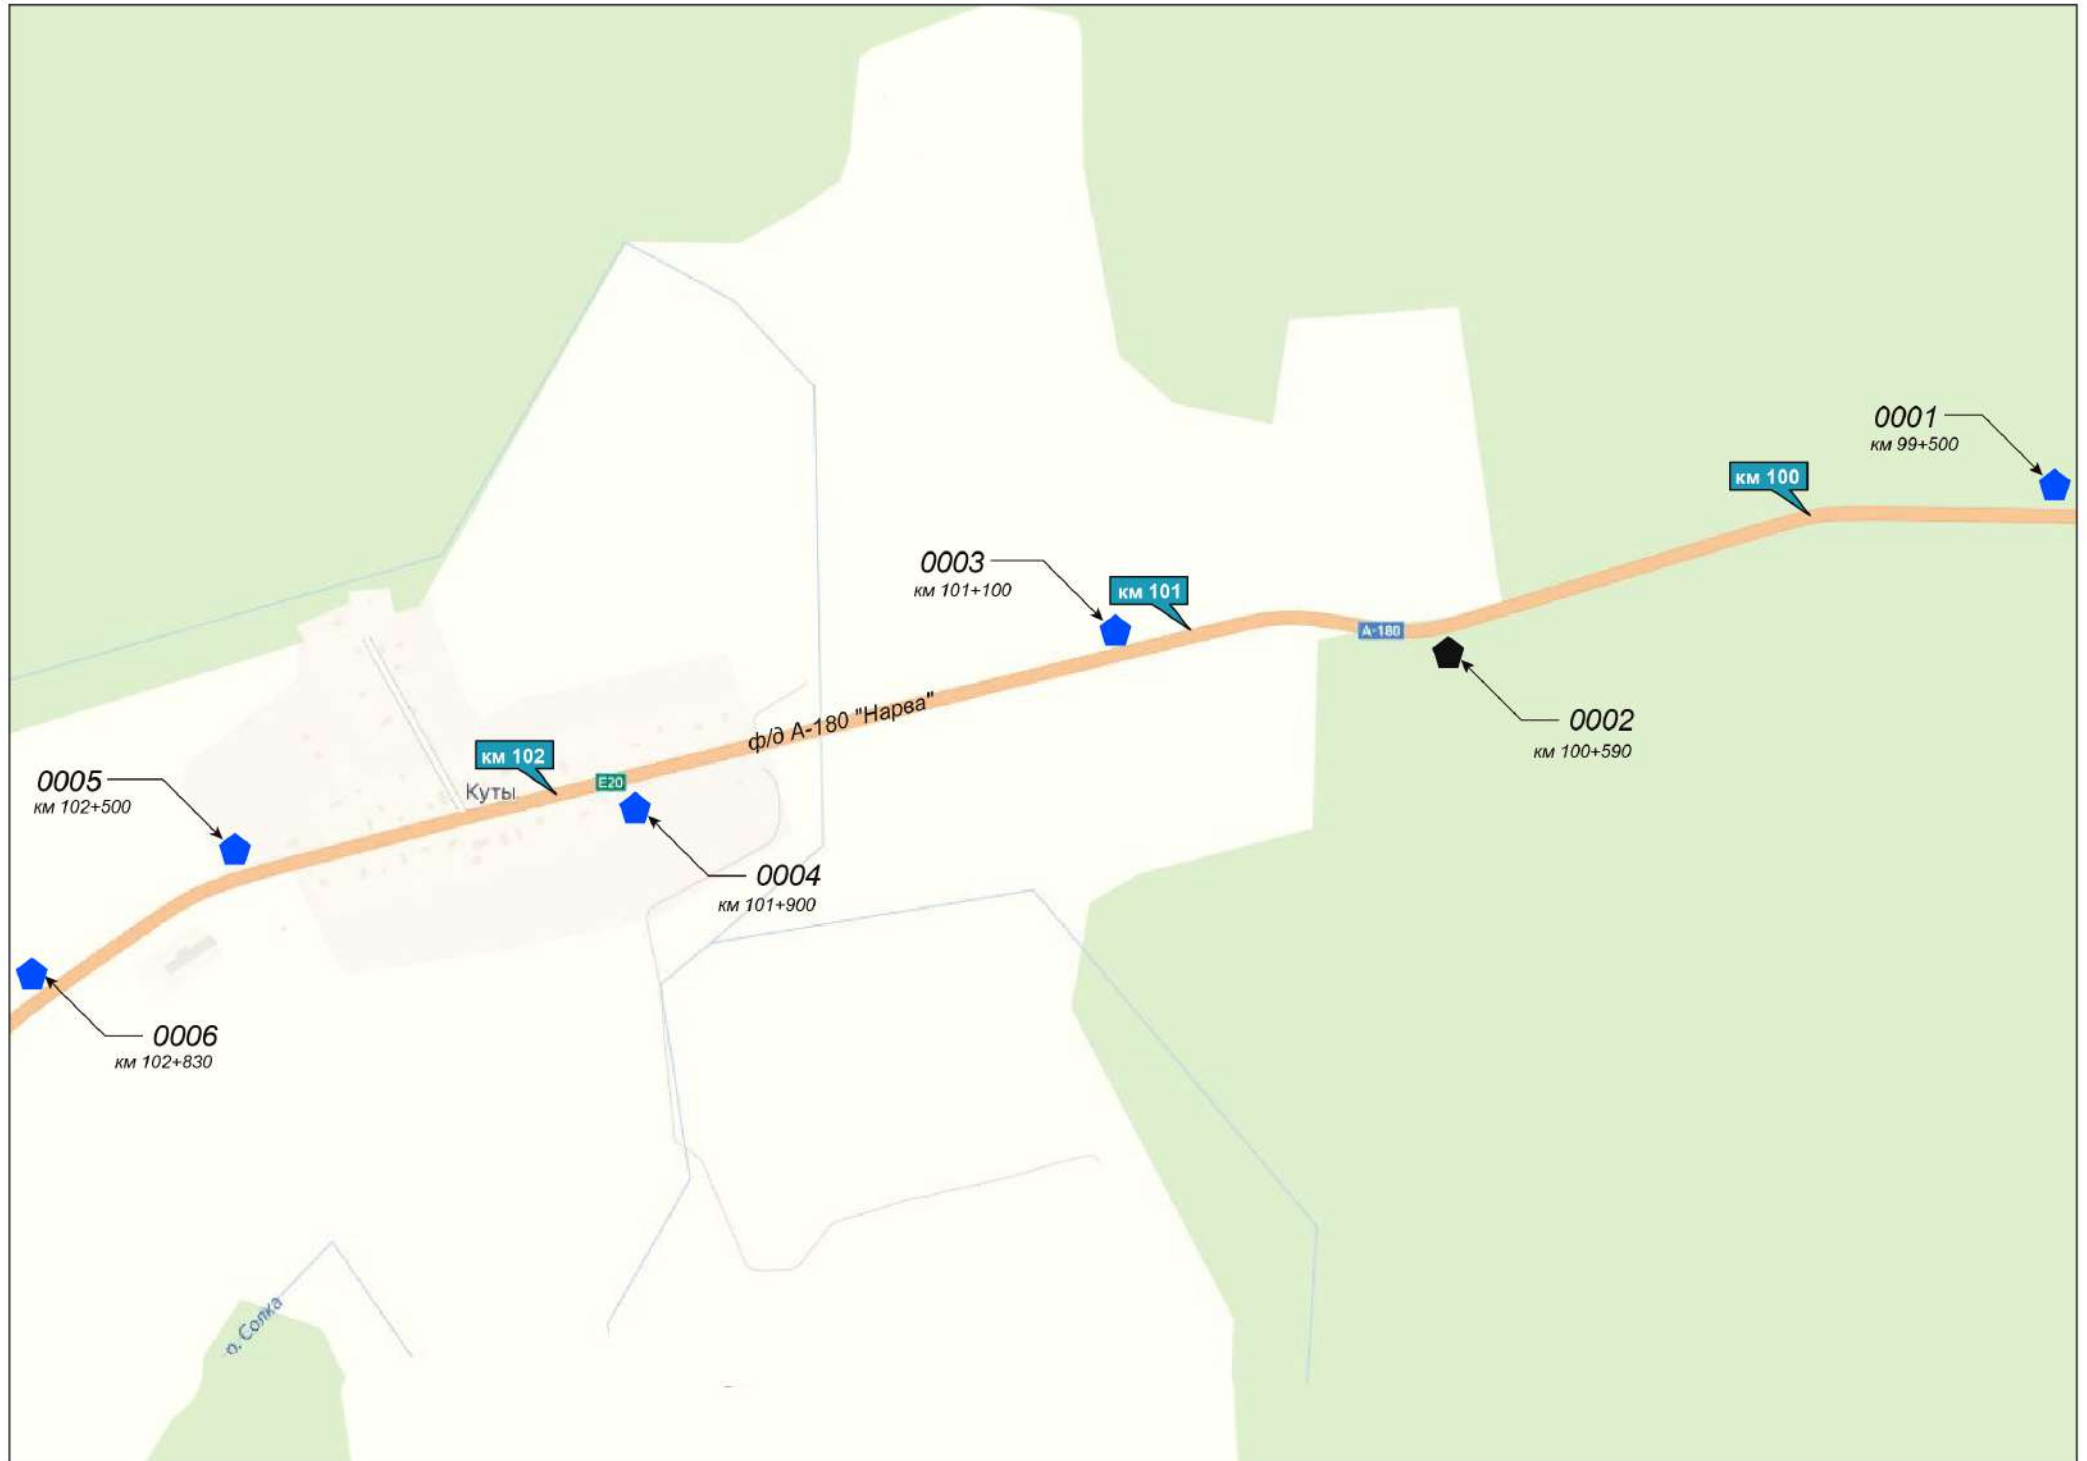 0001
км 99+500
км 100
0003
км 101+100
км 101
А-180
0002
км 100+590
ф/д А-180 "Нарва"
км 102
E20
Куты
0005
км 102+500
0004
км 101+900
0006
км 102+830
р. Солка